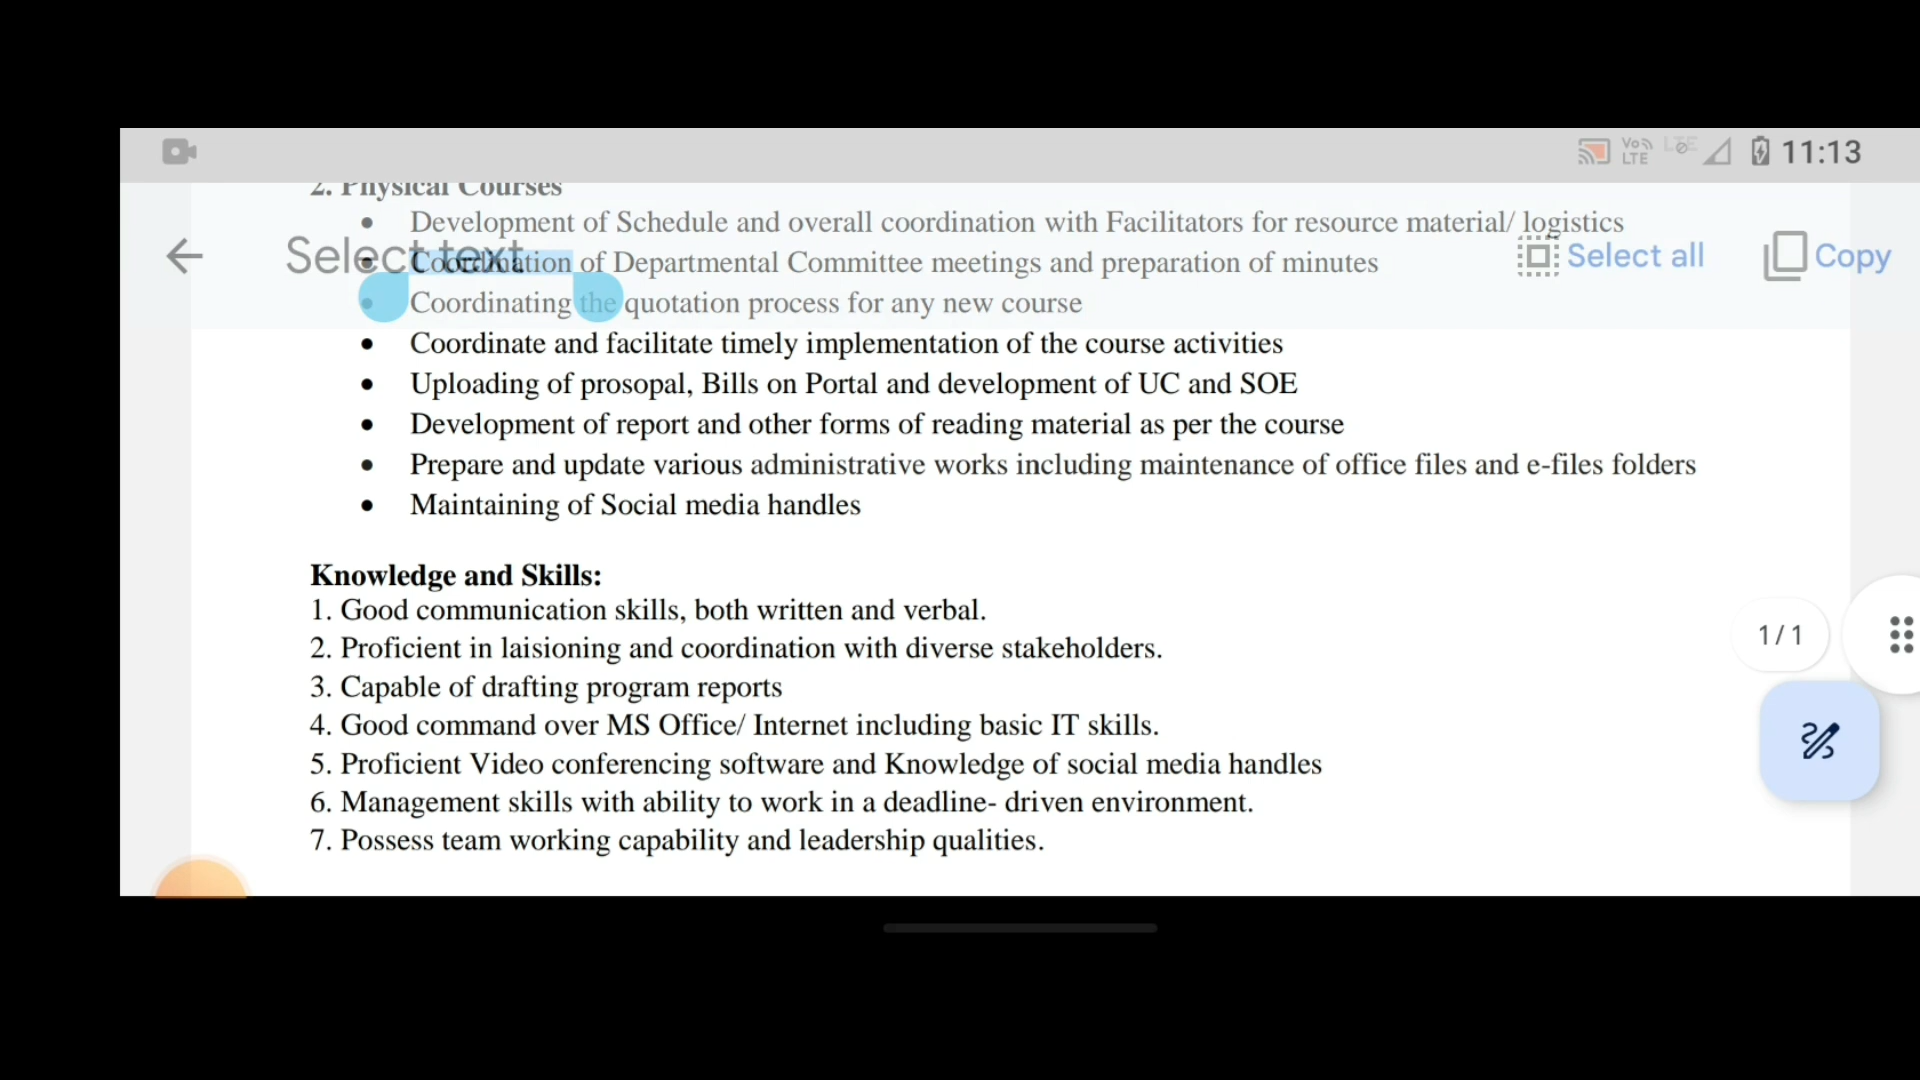 11:13
2. Physical Courses
• Development of Schedule and overall coordination with Facilitators for resource material/ logistics
Select text
Select all
Copy
• Coordination of Departmental Committee meetings and preparation of minutes
• Coordinating the quotation process for any new course
• Coordinate and facilitate timely implementation of the course activities
• Uploading of prosopal, Bills on Portal and development of UC and SOE
• Development of report and other forms of reading material as per the course
• Prepare and update various administrative works including maintenance of office files and e-files folders
• Maintaining of Social media handles
Knowledge and Skills:
1. Good communication skills, both written and verbal.
2. Proficient in laisioning and coordination with diverse stakeholders.
3. Capable of drafting program reports
4. Good command over MS Office/ Internet including basic IT skills.
5. Proficient Video conferencing software and Knowledge of social media handles
6. Management skills with ability to work in a deadline- driven environment.
7. Possess team working capability and leadership qualities.
1 / 1